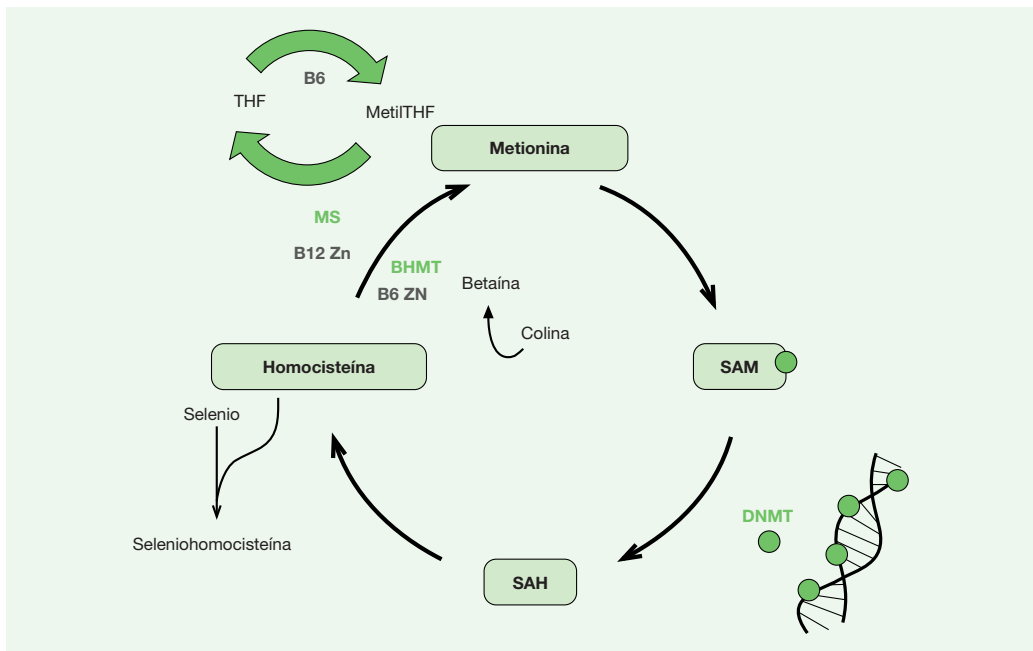 B6
THF
MetilTHF
Metionina
MS
B12 Zn
BHMT
B6 ZN
Betaína
Colina
Homocisteína
SAM
Selenio
Seleniohomocisteína
DNMT
SAH